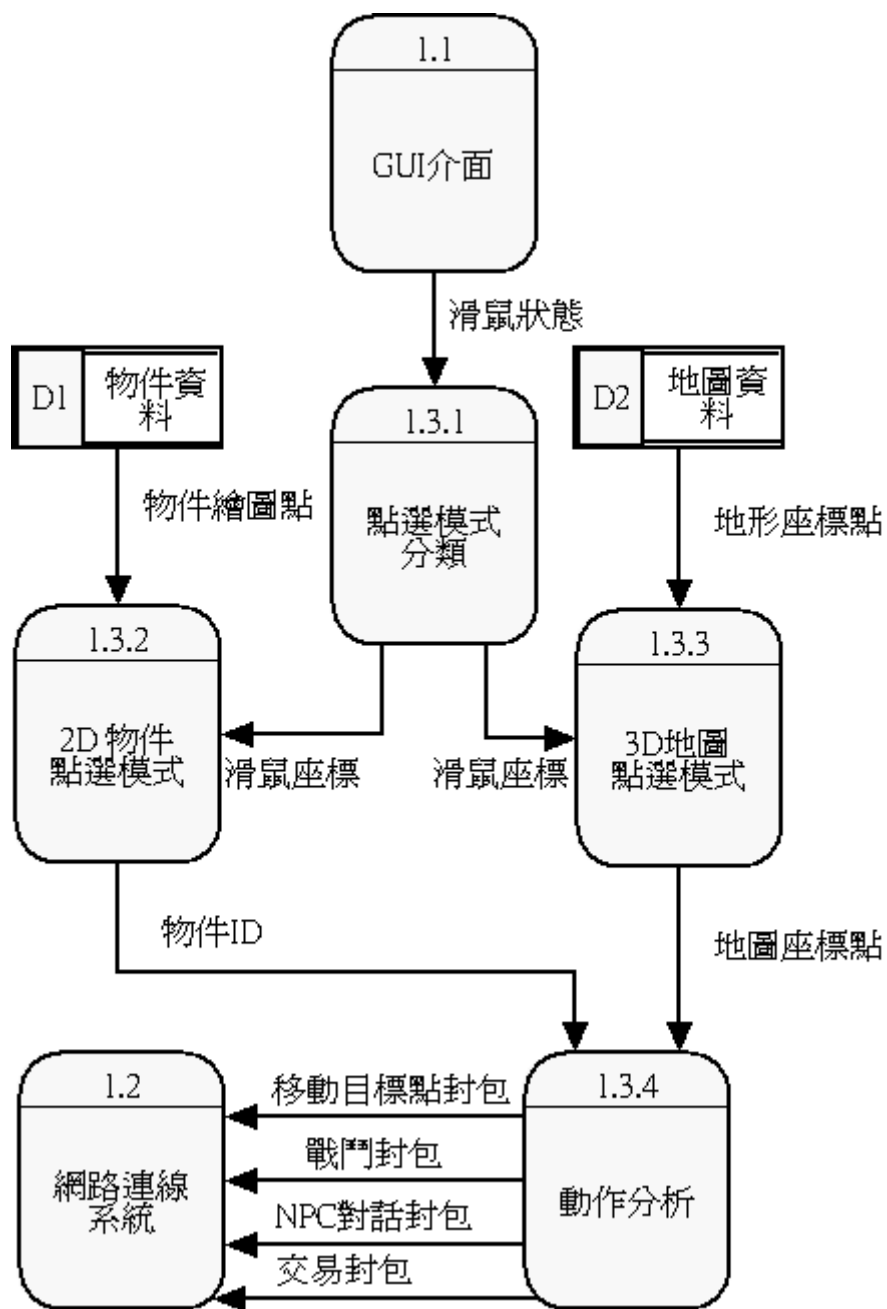 1.1
GUI介面
滑鼠狀態
D1
物件資
料
D2
地圖資
料
1.3.1
點選模式
分類
物件繪圖點
地形座標點
1.3.2
2D物件
點選模式
1.3.3
3D地圖
點選模式
滑鼠座標
滑鼠座標
物件ID
地圖座標點
1.2
網路連線
系統
移動目標點封包
戰鬥封包
NPC對話封包
交易封包
1.3.4
動作分析